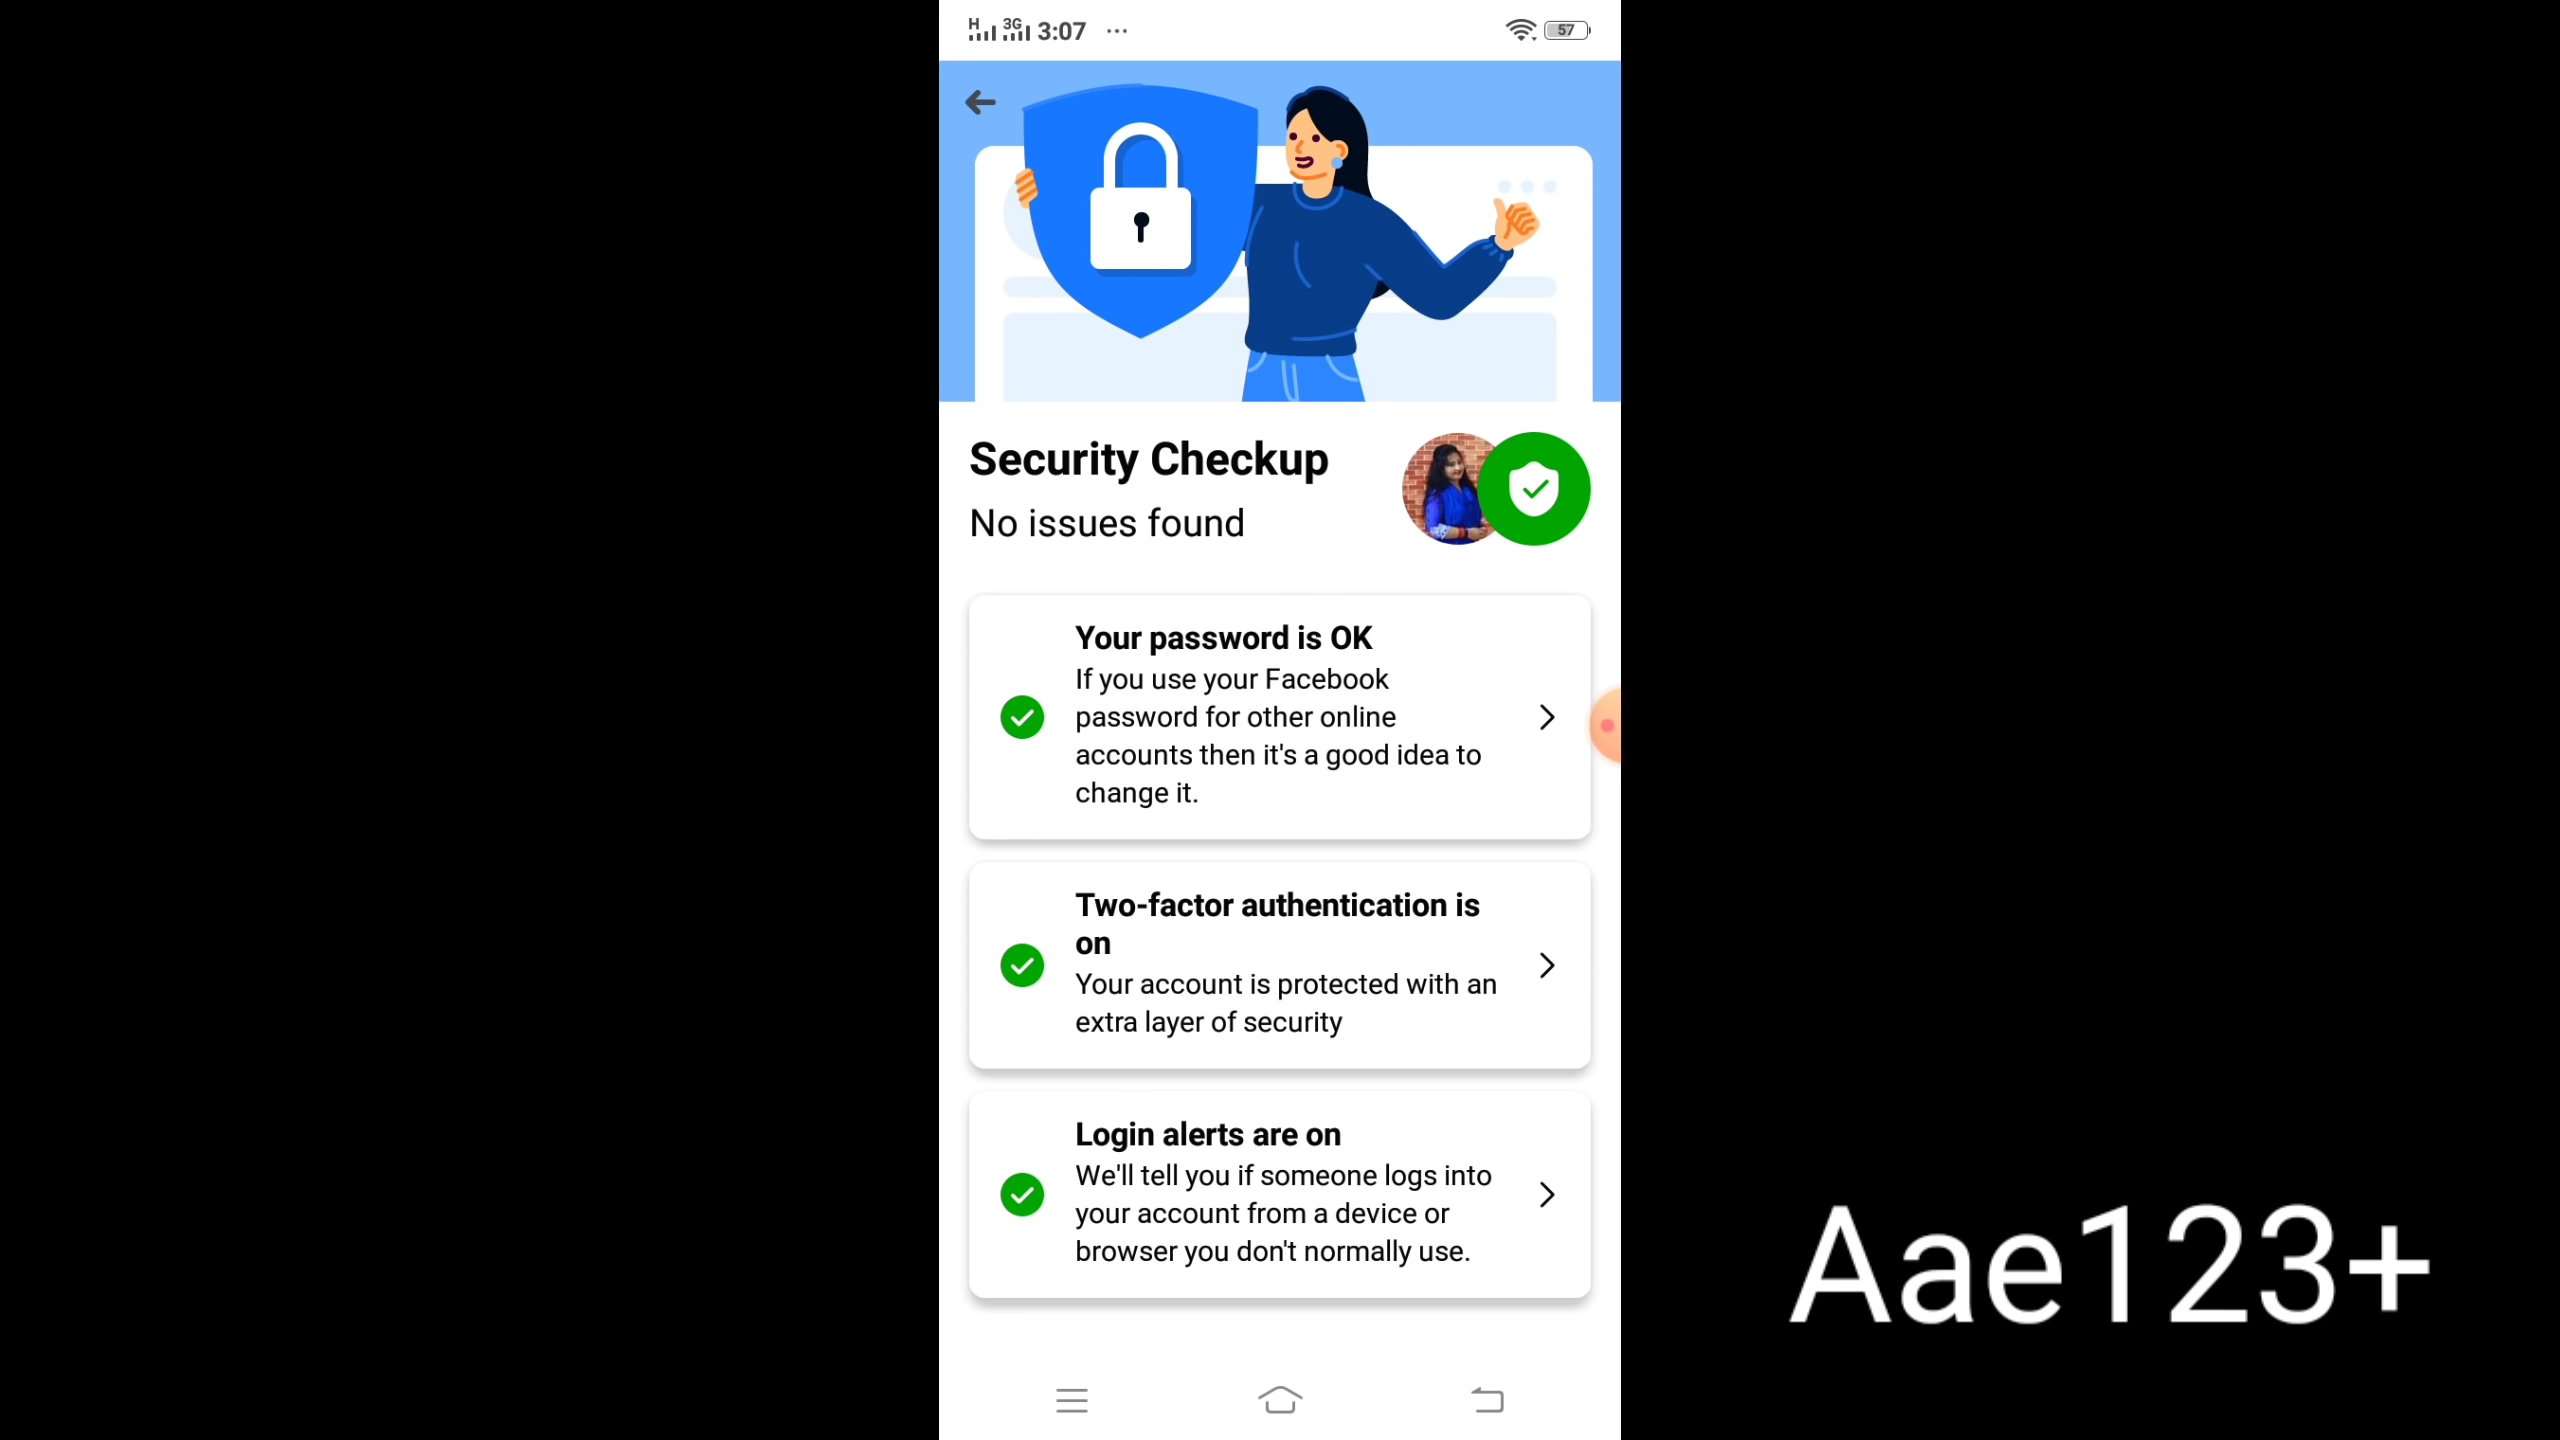 H 3G 3:07 ... 57
Security Checkup
No issues found
Your password is OK
If you use your Facebook
password for other online
accounts then it's a good idea to
change it.
Two-factor authentication is
on
Your account is protected with an
extra layer of security
Login alerts are on
We'll tell you if someone logs into
your account from a device or
browser you don't normally use.
Aae123+